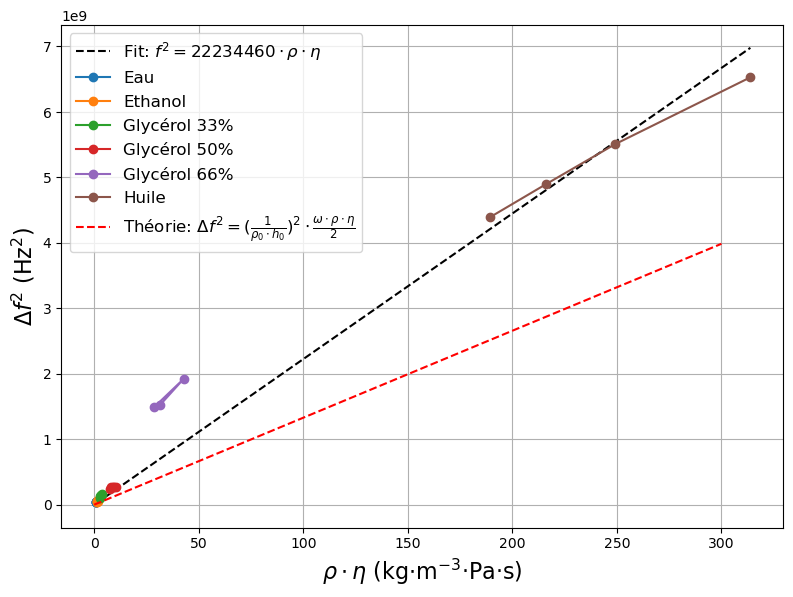 1e9
Fit: $f^2 = 22234460 \cdot \rho \cdot \eta$
Eau
Ethanol
Glycérol 33%
Glycérol 50%
Glycérol 66%
Huile
Théorie: $\Delta f^2 = (\frac{1}{\rho_0 \cdot h_0})^2 \cdot \frac{\omega \cdot \rho \cdot \eta}{2}$
7
6
5
4
3
2
1
0
$\Delta f^2$ (Hz$^2$)
0 50 100 150 200 250 300
$\rho \cdot \eta$ (kg·m$^{-3}$·Pa·s)